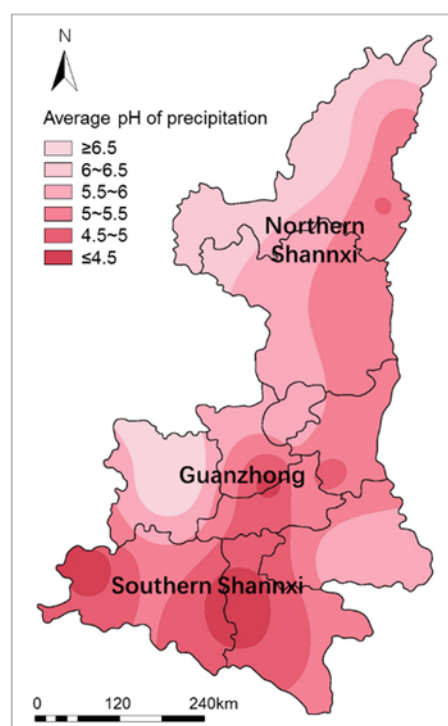 N
Average pH of precipitation
≥6.5
6~6.5
5.5~6
5~5.5
4.5~5
≤4.5
Northern
Shannxi
Guanzhong
Southern Shannxi
0 120 240km